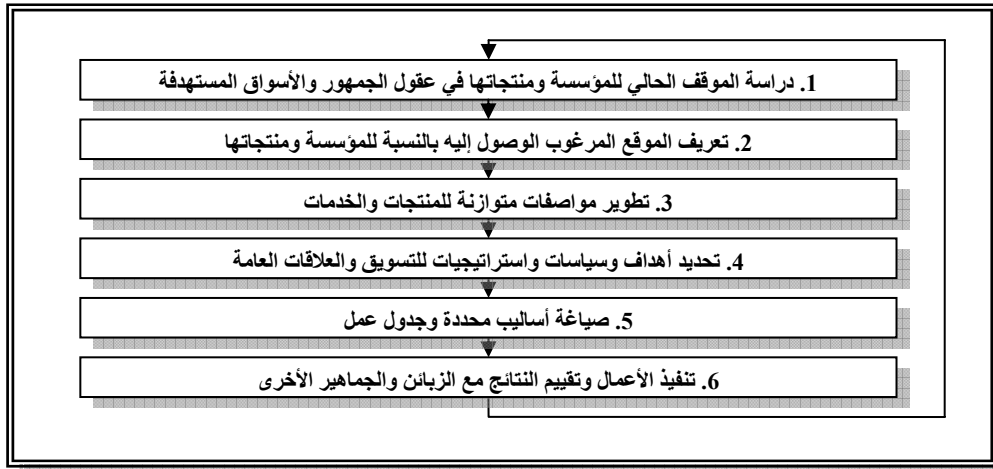 1. دراسة الموقف الحالي للمؤسسة ومنتجاتها في عقول الجمهور والأسواق المستهدفة
2. تعريف الموقع المرغوب الوصول إليه بالنسبة للمؤسسة ومنتجاتها
3. تطوير مواصفات متوازنة للمنتجات والخدمات
4. تحديد أهداف وسياسات واستراتيجيات للتسويق والعلاقات العامة
5. صياغة أساليب محددة وجدول عمل
6. تنفيذ الأعمال وتقييم النتائج مع الزبائن والجماهير الأخرى